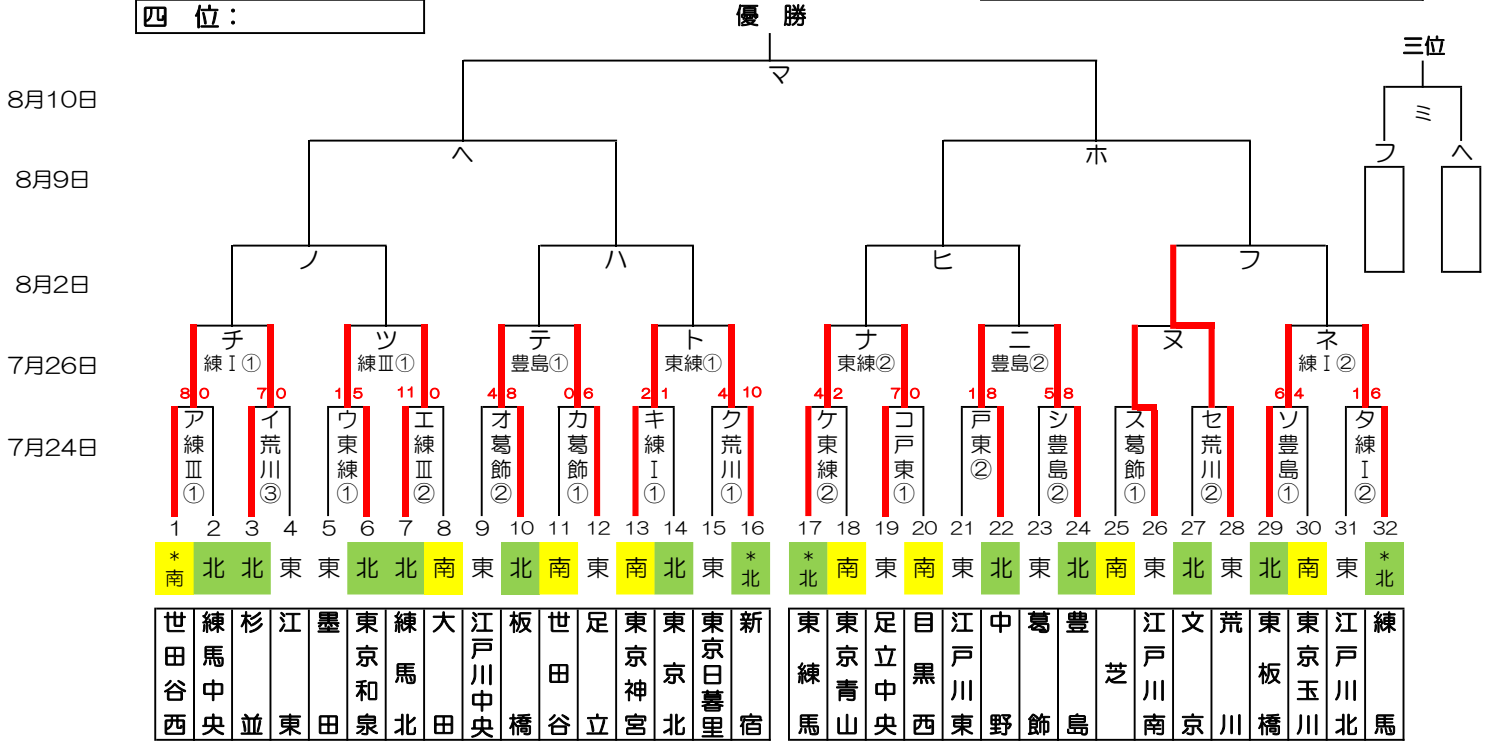 四 位：
優 勝
三位
マ
8月10日
ミ
ヘ
ホ
フ
ヘ
8月9日
ノ
ハ
ヒ
フ
8月2日
チ
ツ
テ
ト
ナ
ニ
ヌ
ネ
練Ⅰ①
練Ⅲ①
豊島①
東練①
東練②
豊島②
練Ⅰ②
7月26日
8 0
7 0
1 5
11 0
4 8
0 6
2 1
4 10
4 2
7 0
1 8
5 8
6 4
1 6
7月24日
ア練Ⅲ①
イ荒川③
ウ東練①
エ練Ⅲ②
オ葛飾②
カ葛飾①
キ練Ⅰ①
ク荒川①
ケ東練②
コ戸東①
戸東②
シ豊島②
ス葛飾①
セ荒川②
ソ豊島①
タ練Ⅰ②
1 2 3 4 5 6 7 8 9 10 11 12 13 14 15 16 17 18 19 20 21 22 23 24 25 26 27 28 29 30 31 32
*南 北 北 東 東 北 北 南 東 北 南 東 南 北 東 *北 *北 南 東 南 東 北 東 北 南 東 北 東 北 南 東 *北
世田谷西
練馬中央
杉並
江東
墨田
東京和泉
練馬北
大田
江戸川中央
板橋
世田谷
足立
東京神宮
東京北
東京日暮里
新宿
東練馬
東京青山
足立中央
目黒西
江戸川東
中野
葛飾
豊島
芝
江戸川南
文京
荒川
東板橋
東京玉川
江戸川北
練馬